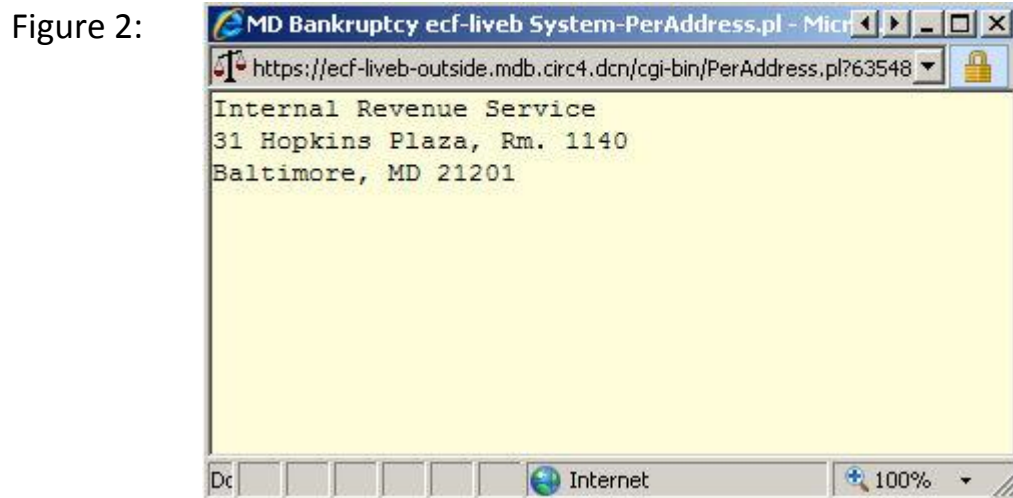 Figure 2:
MD Bankruptcy ecf-liveb System-PerAddress.pl - Micr
https://ecf-liveb-outside.mdb.circ4.dcn/cgi-bin/PerAddress.pl?63548
Internal Revenue Service
31 Hopkins Plaza, Rm. 1140
Baltimore, MD 21201
Internet
100%